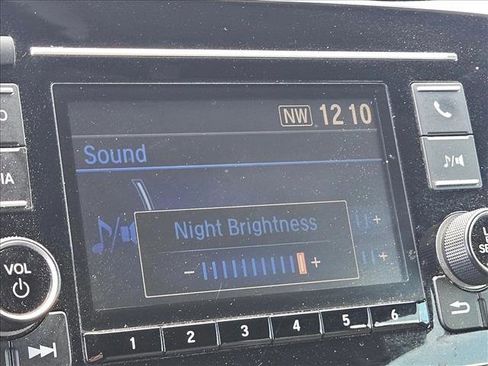 NW 12 10
Sound
Night Brightness
- +
+
+
VOL
1 2 3 4 5 6